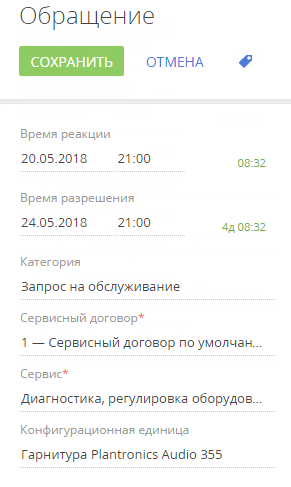 Обращение
СОХРАНИТЬ ОТМЕНА
Время реакции
20.05.2018 21:00 08:32
Время разрешения
24.05.2018 21:00 4д 08:32
Категория
Запрос на обслуживание
Сервисный договор*
1 — Сервисный договор по умолчан...
Сервис*
Диагностика, регулировка оборудов...
Конфигурационная единица
Гарнитура Plantronics Audio 355